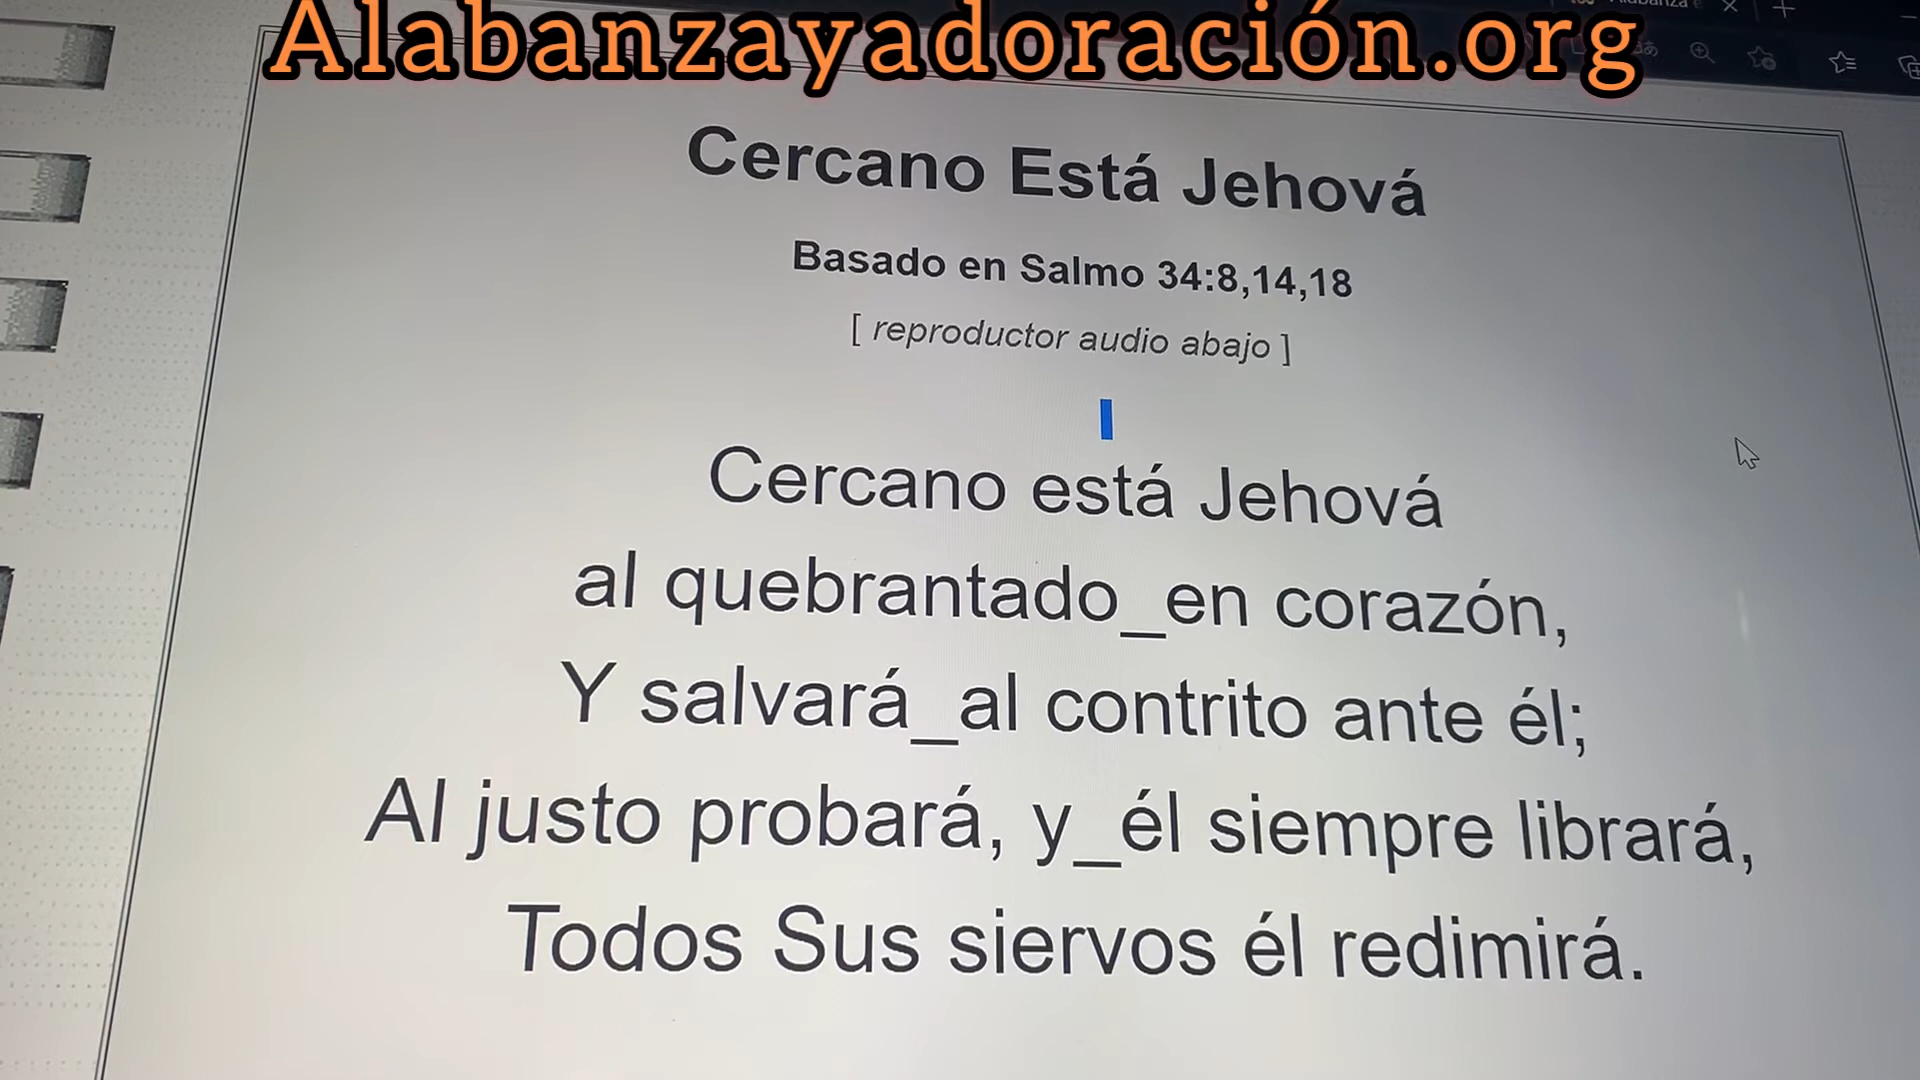 Alabanzayadoración.org
Cercano Está Jehová
Basado en Salmo 34:8,14,18
[ reproductor audio abajo ]
Cercano está Jehová
al quebrantado_en corazón,
Y salvará_al contrito ante él;
Al justo probará, y_él siempre librará,
Todos Sus siervos él redimirá.